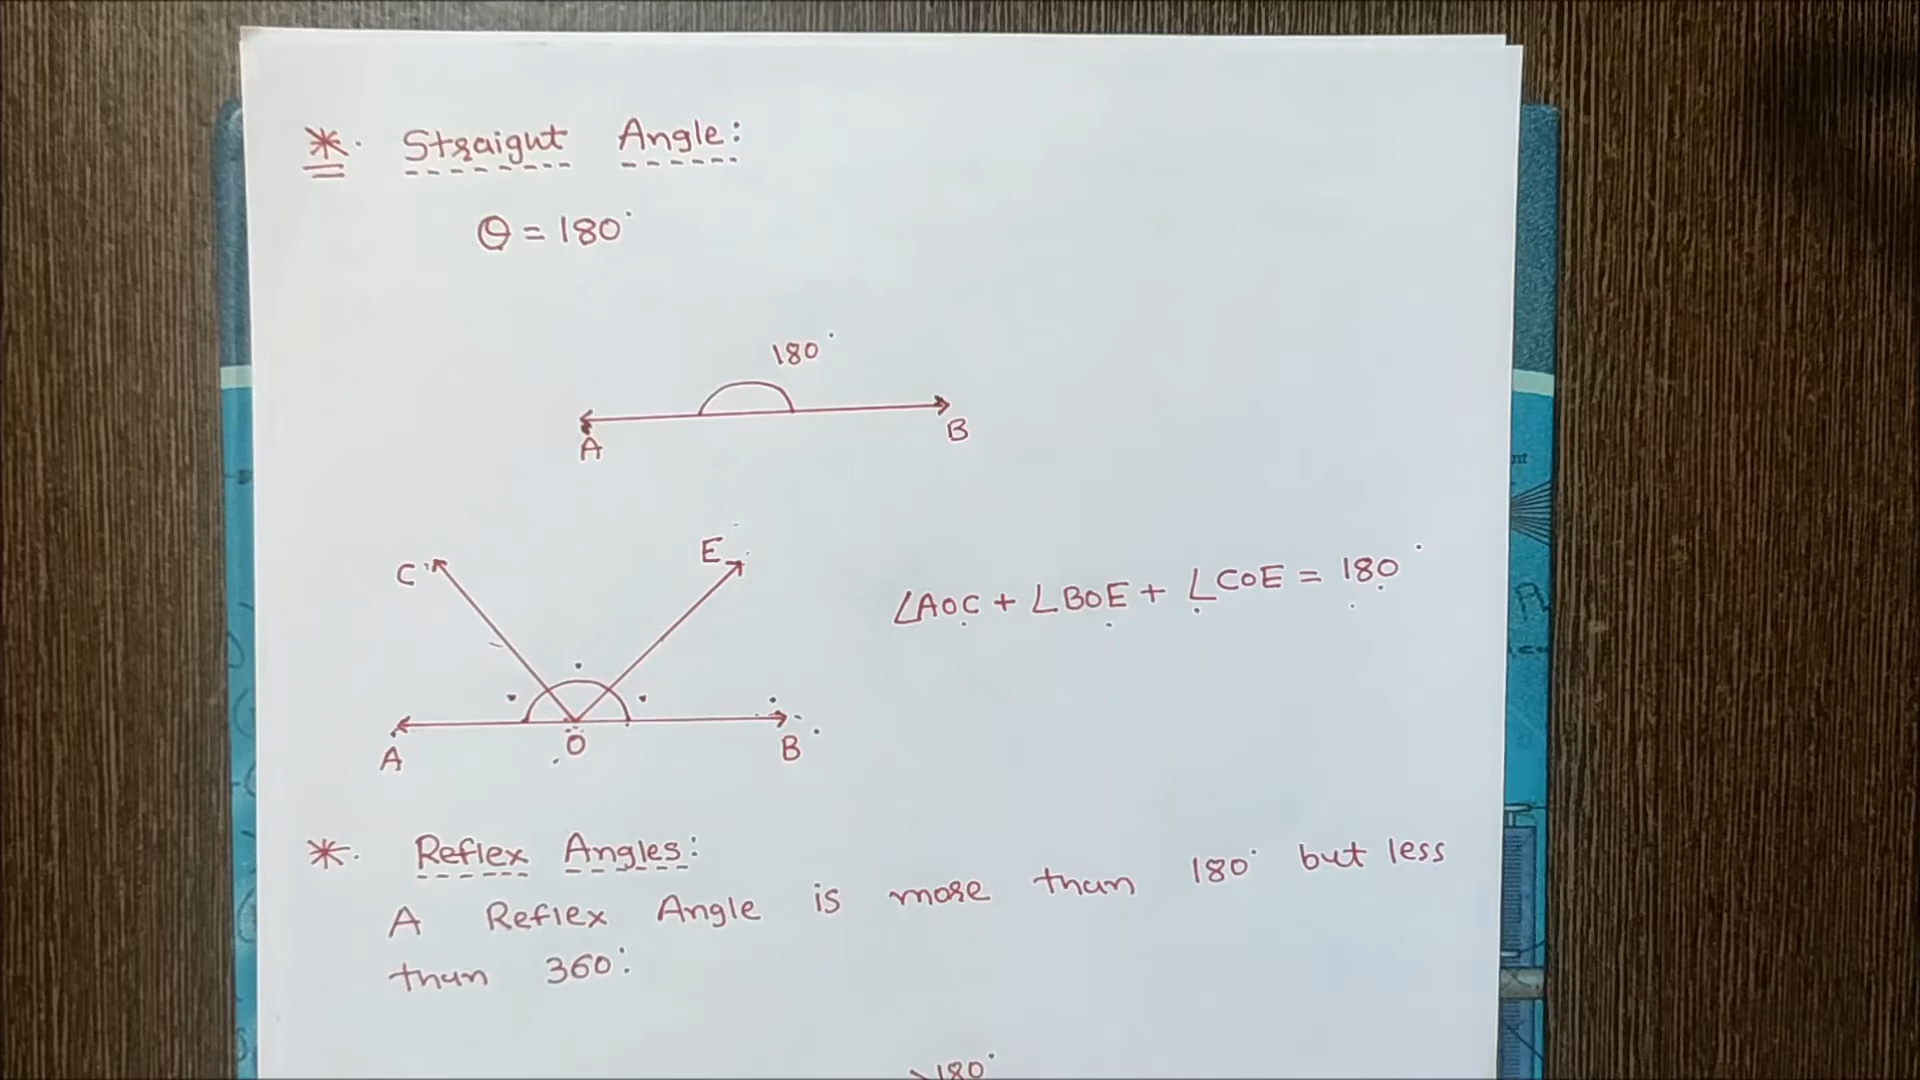 *. Straight Angle:
θ = 180°
180°
A B
C E
∠AOC + ∠BOE + ∠COE = 180°
A O B
*. Reflex Angles:
A Reflex Angle is more than 180° but less
than 360°.
180°